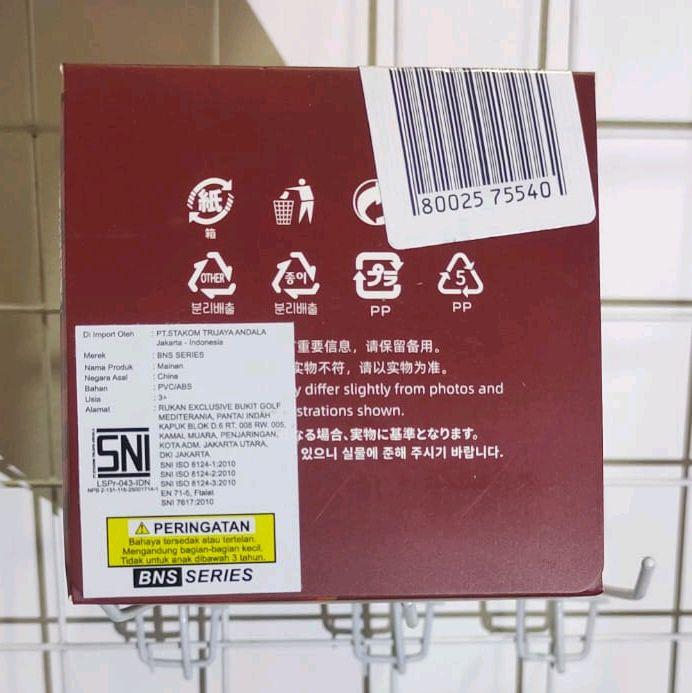 80025 75540
紙
箱
OTHER 종이 プラ 5
분리배출 분리배출 PP PP
重要信息，请保留备用。
实物不符，请以实物为准。
differ slightly from photos and
strations shown.
なる場合、実物に基準となります。
있으니 실물에 준해 주시기 바랍니다.
Di Import Oleh : PT.STAKOM TRIJAYA ANDALA
Jakarta - Indonesia
Merek : BNS SERIES
Nama Produk : Mainan
Negara Asal : China
Bahan : PVC/ABS
Usia : 3+
Alamat : RUKAN EXCLUSIVE BUKIT GOLF
MEDITERANIA, PANTAI INDAH
KAPUK BLOK D.6 RT. 008 RW. 005,
KAMAL MUARA, PENJARINGAN,
KOTA ADM. JAKARTA UTARA,
DKI JAKARTA
SNI ISO 8124-1:2010
SNI ISO 8124-2:2010
SNI ISO 8124-3:2010
EN 71-5, Ftalat
SNI 7617:2010
SNI
LSPr-043-IDN
PERINGATAN
Bahaya tersedak atau tertelan.
Mengandung bagian-bagian kecil.
Tidak untuk anak dibawah 3 tahun.
BNS SERIES